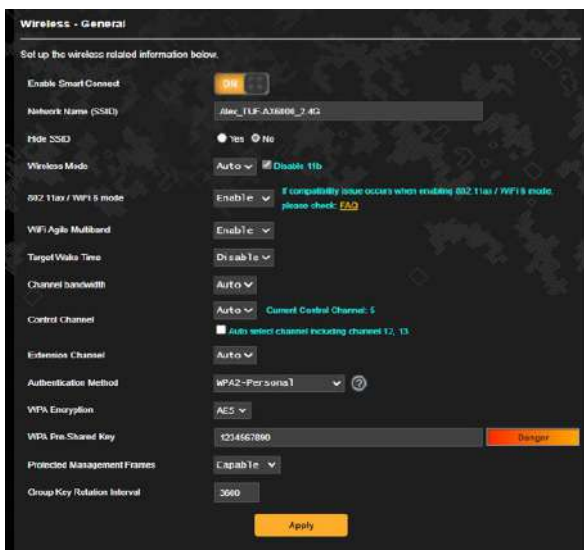 Wireless - General
Set up the wireless related information below.
Enable Smart Connect ON
Network Name (SSID) Alex_TUF-AX6000_2.4G
Hide SSID Yes No
Wireless Mode Auto Disable 11b
802.11ax / WiFi 6 mode Enable If compatibility issue occurs when enabling 802.11ax / WiFi 6 mode,
please check: FAQ
WiFi Agile Multiband Enable
Target Wake Time Disable
Channel bandwidth Auto
Control Channel Auto Current Control Channel: 6
Auto select channel including channel 12, 13
Extension Channel Auto
Authentication Method WPA2-Personal ?
WPA Encryption AES
WPA Pre-Shared Key 1234567890 Danger
Protected Management Frames Capable
Group Key Rotation Interval 3600
Apply